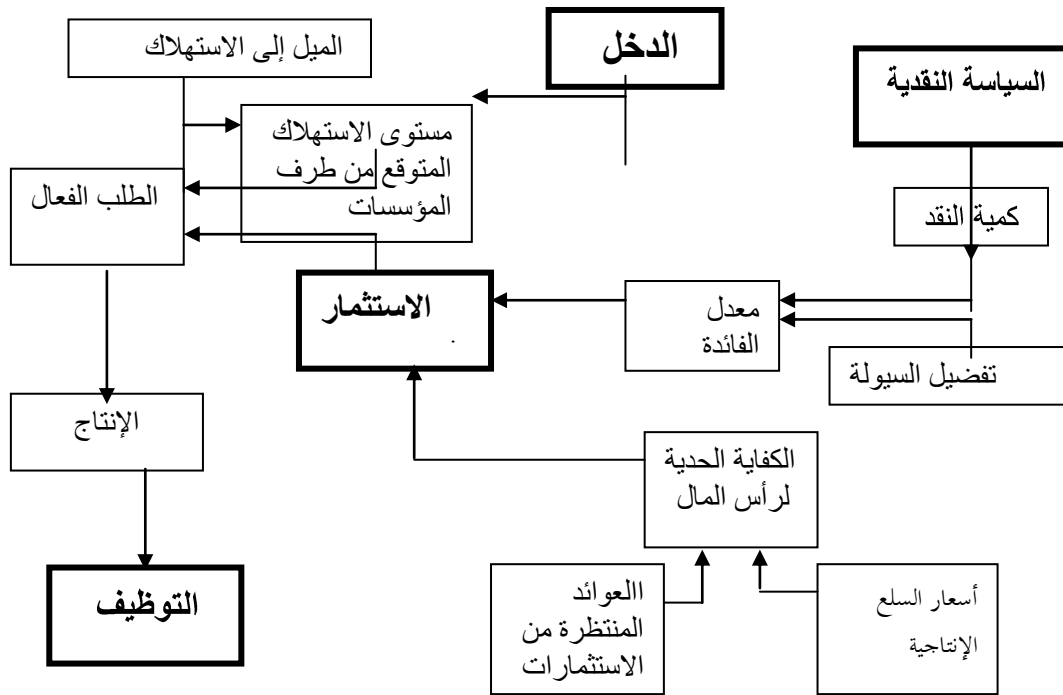 الميل إلى الاستهلاك
الدخل
السياسة النقدية
مستوى الاستهلاك
المتوقع من طرف
المؤسسات
الطلب الفعال
كمية النقد
الاستثمار
.
معدل
الفائدة
تفضيل السيولة
الإنتاج
الكفاية الحدية
لرأس المال
التوظيف
االعوائد
المنتظرة من
الاستثمارات
أسعار السلع
الإنتاجية